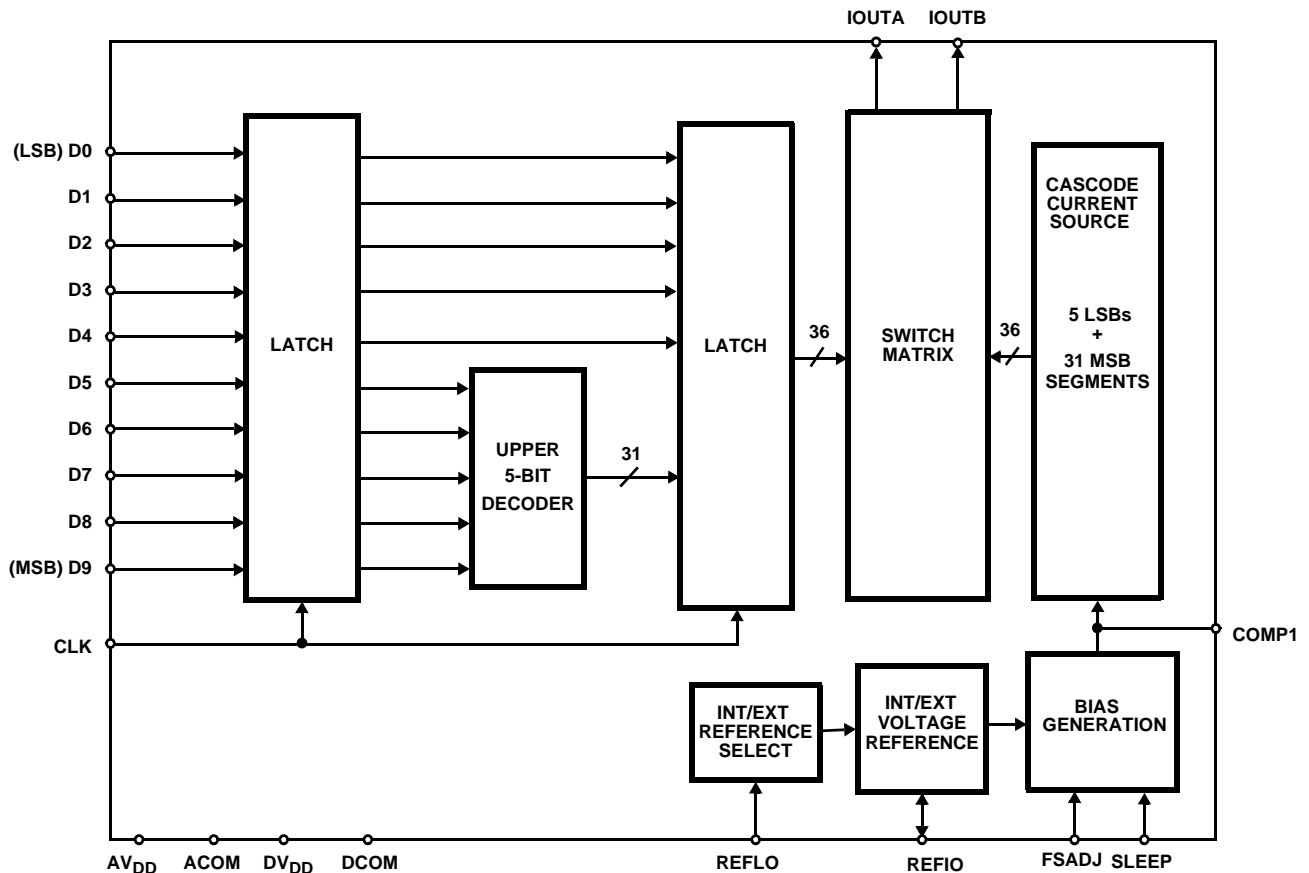 IOUTA IOUTB
(LSB) D0
D1
D2
D3
D4
D5
D6
D7
D8
(MSB) D9
CLK
LATCH
UPPER
5-BIT
DECODER
31
LATCH
36
SWITCH
MATRIX
36
CASCODE
CURRENT
SOURCE
5 LSBs
+
31 MSB
SEGMENTS
COMP1
INT/EXT
REFERENCE
SELECT
INT/EXT
VOLTAGE
REFERENCE
BIAS
GENERATION
AVDD ACOM DVDD DCOM REFLO REFIO FSADJ SLEEP